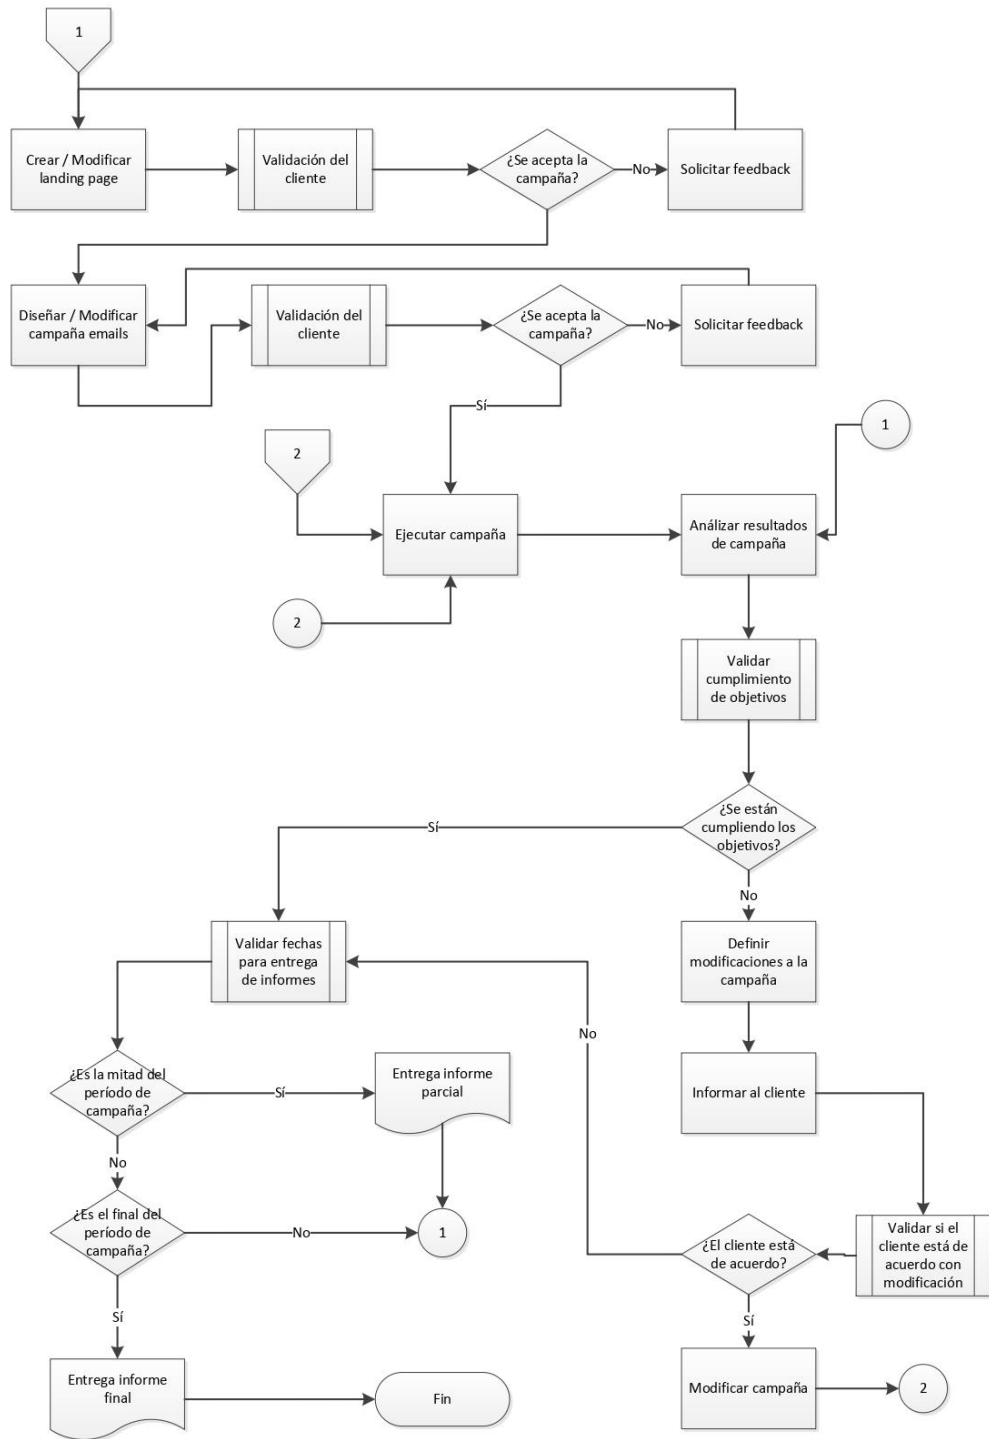 1
Crear / Modificar
landing page
Validación del
cliente
¿Se acepta la
campaña?
No
Solicitar feedback
Diseñar / Modificar
campaña emails
Validación del
cliente
¿Se acepta la
campaña?
No
Solicitar feedback
Sí
1
2
Ejecutar campaña
Análizar resultados
de campaña
2
Validar
cumplimiento
de objetivos
¿Se están
cumpliendo los
objetivos?
Sí
No
Validar fechas
para entrega
de informes
Definir
modificaciones a la
campaña
No
¿Es la mitad del
período de
campaña?
Sí
Entrega informe
parcial
Informar al cliente
No
¿Es el final del
período de
campaña?
No
1
¿El cliente está
de acuerdo?
Validar si el
cliente está de
acuerdo con
modificación
Sí
Sí
Entrega informe
final
Fin
Modificar campaña
2